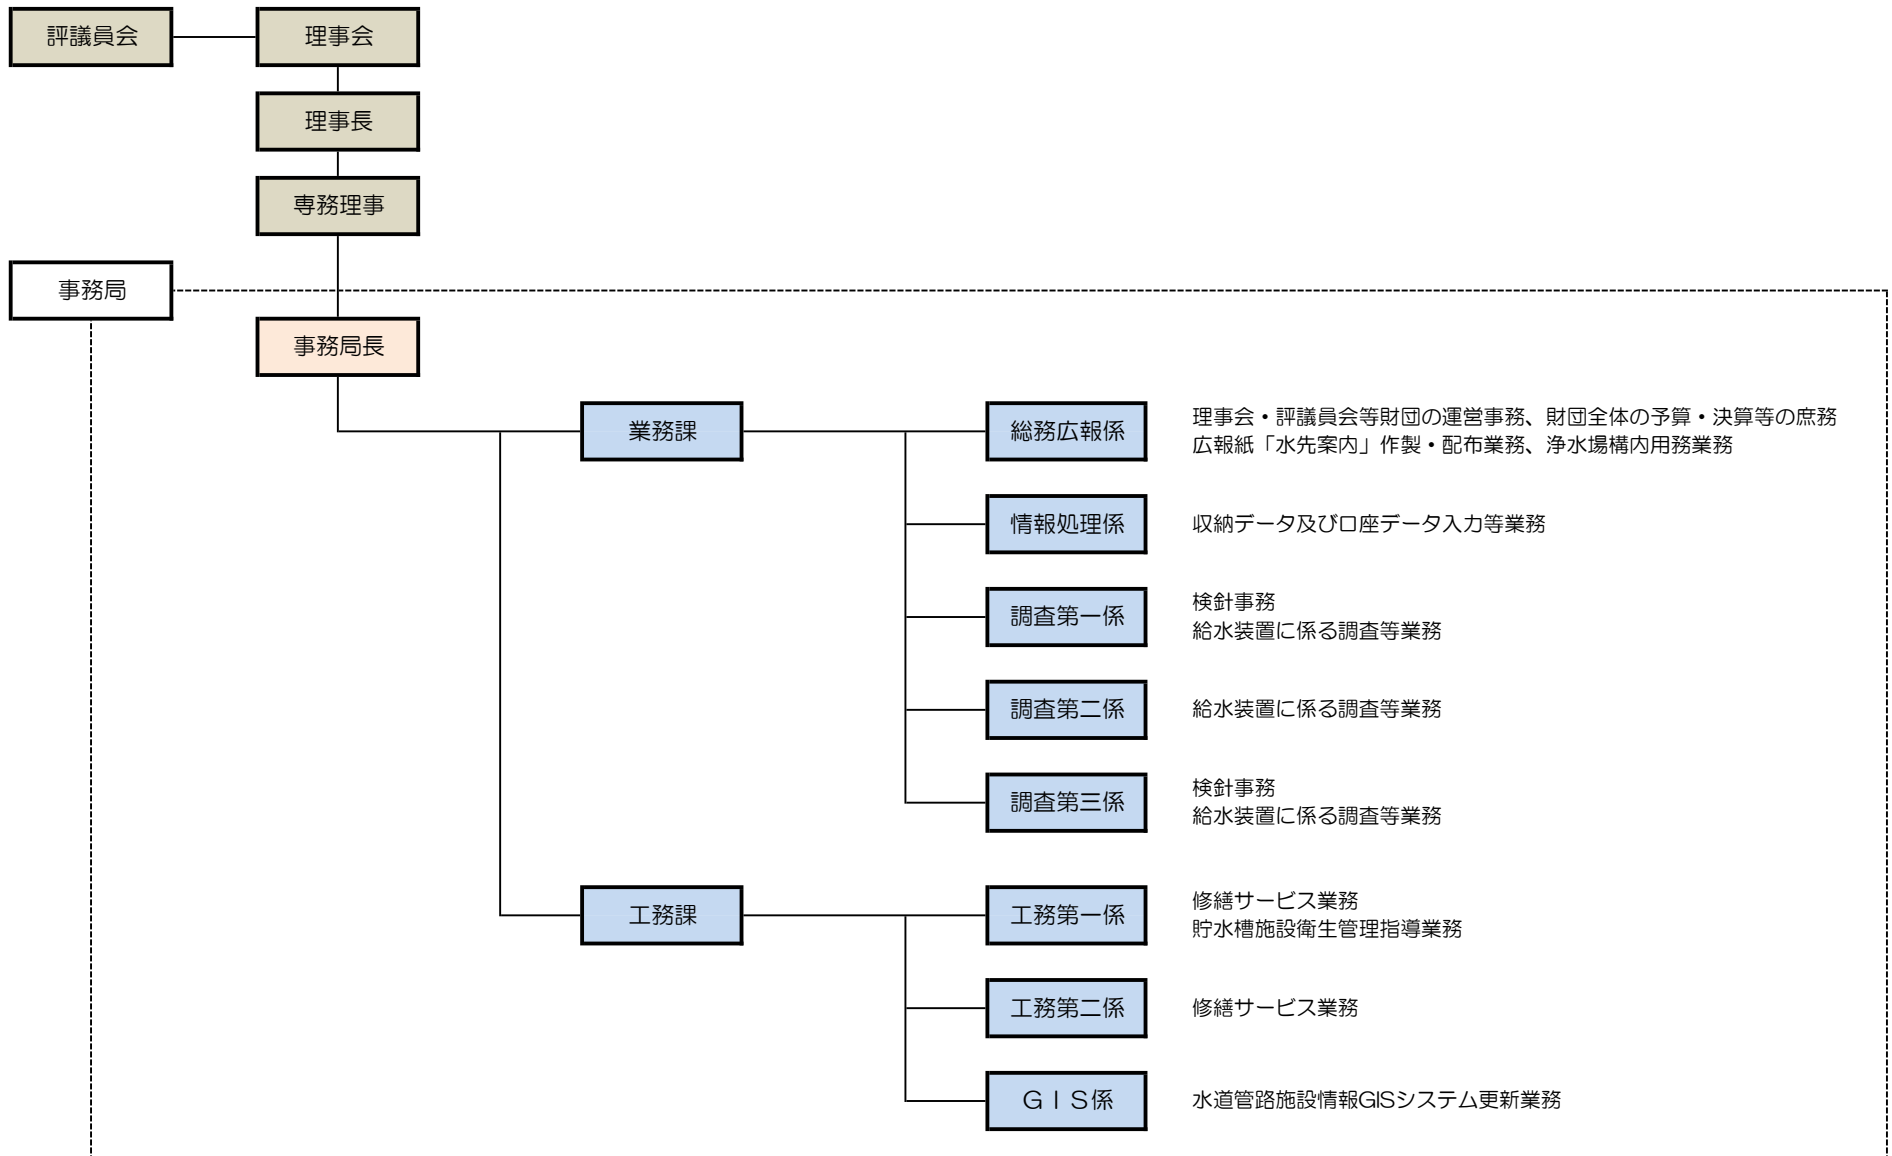 評議員会
理事会
理事長
専務理事
事務局
事務局長
業務課
総務広報係
理事会・評議員会等財団の運営事務、財団全体の予算・決算等の庶務
広報紙「水先案内」作製・配布業務、浄水場構内用務業務
情報処理係
収納データ及び口座データ入力等業務
調査第一係
検針事務
給水装置に係る調査等業務
調査第二係
給水装置に係る調査等業務
調査第三係
検針事務
給水装置に係る調査等業務
工務課
工務第一係
修繕サービス業務
貯水槽施設衛生管理指導業務
工務第二係
修繕サービス業務
ＧＩＳ係
水道管路施設情報GISシステム更新業務